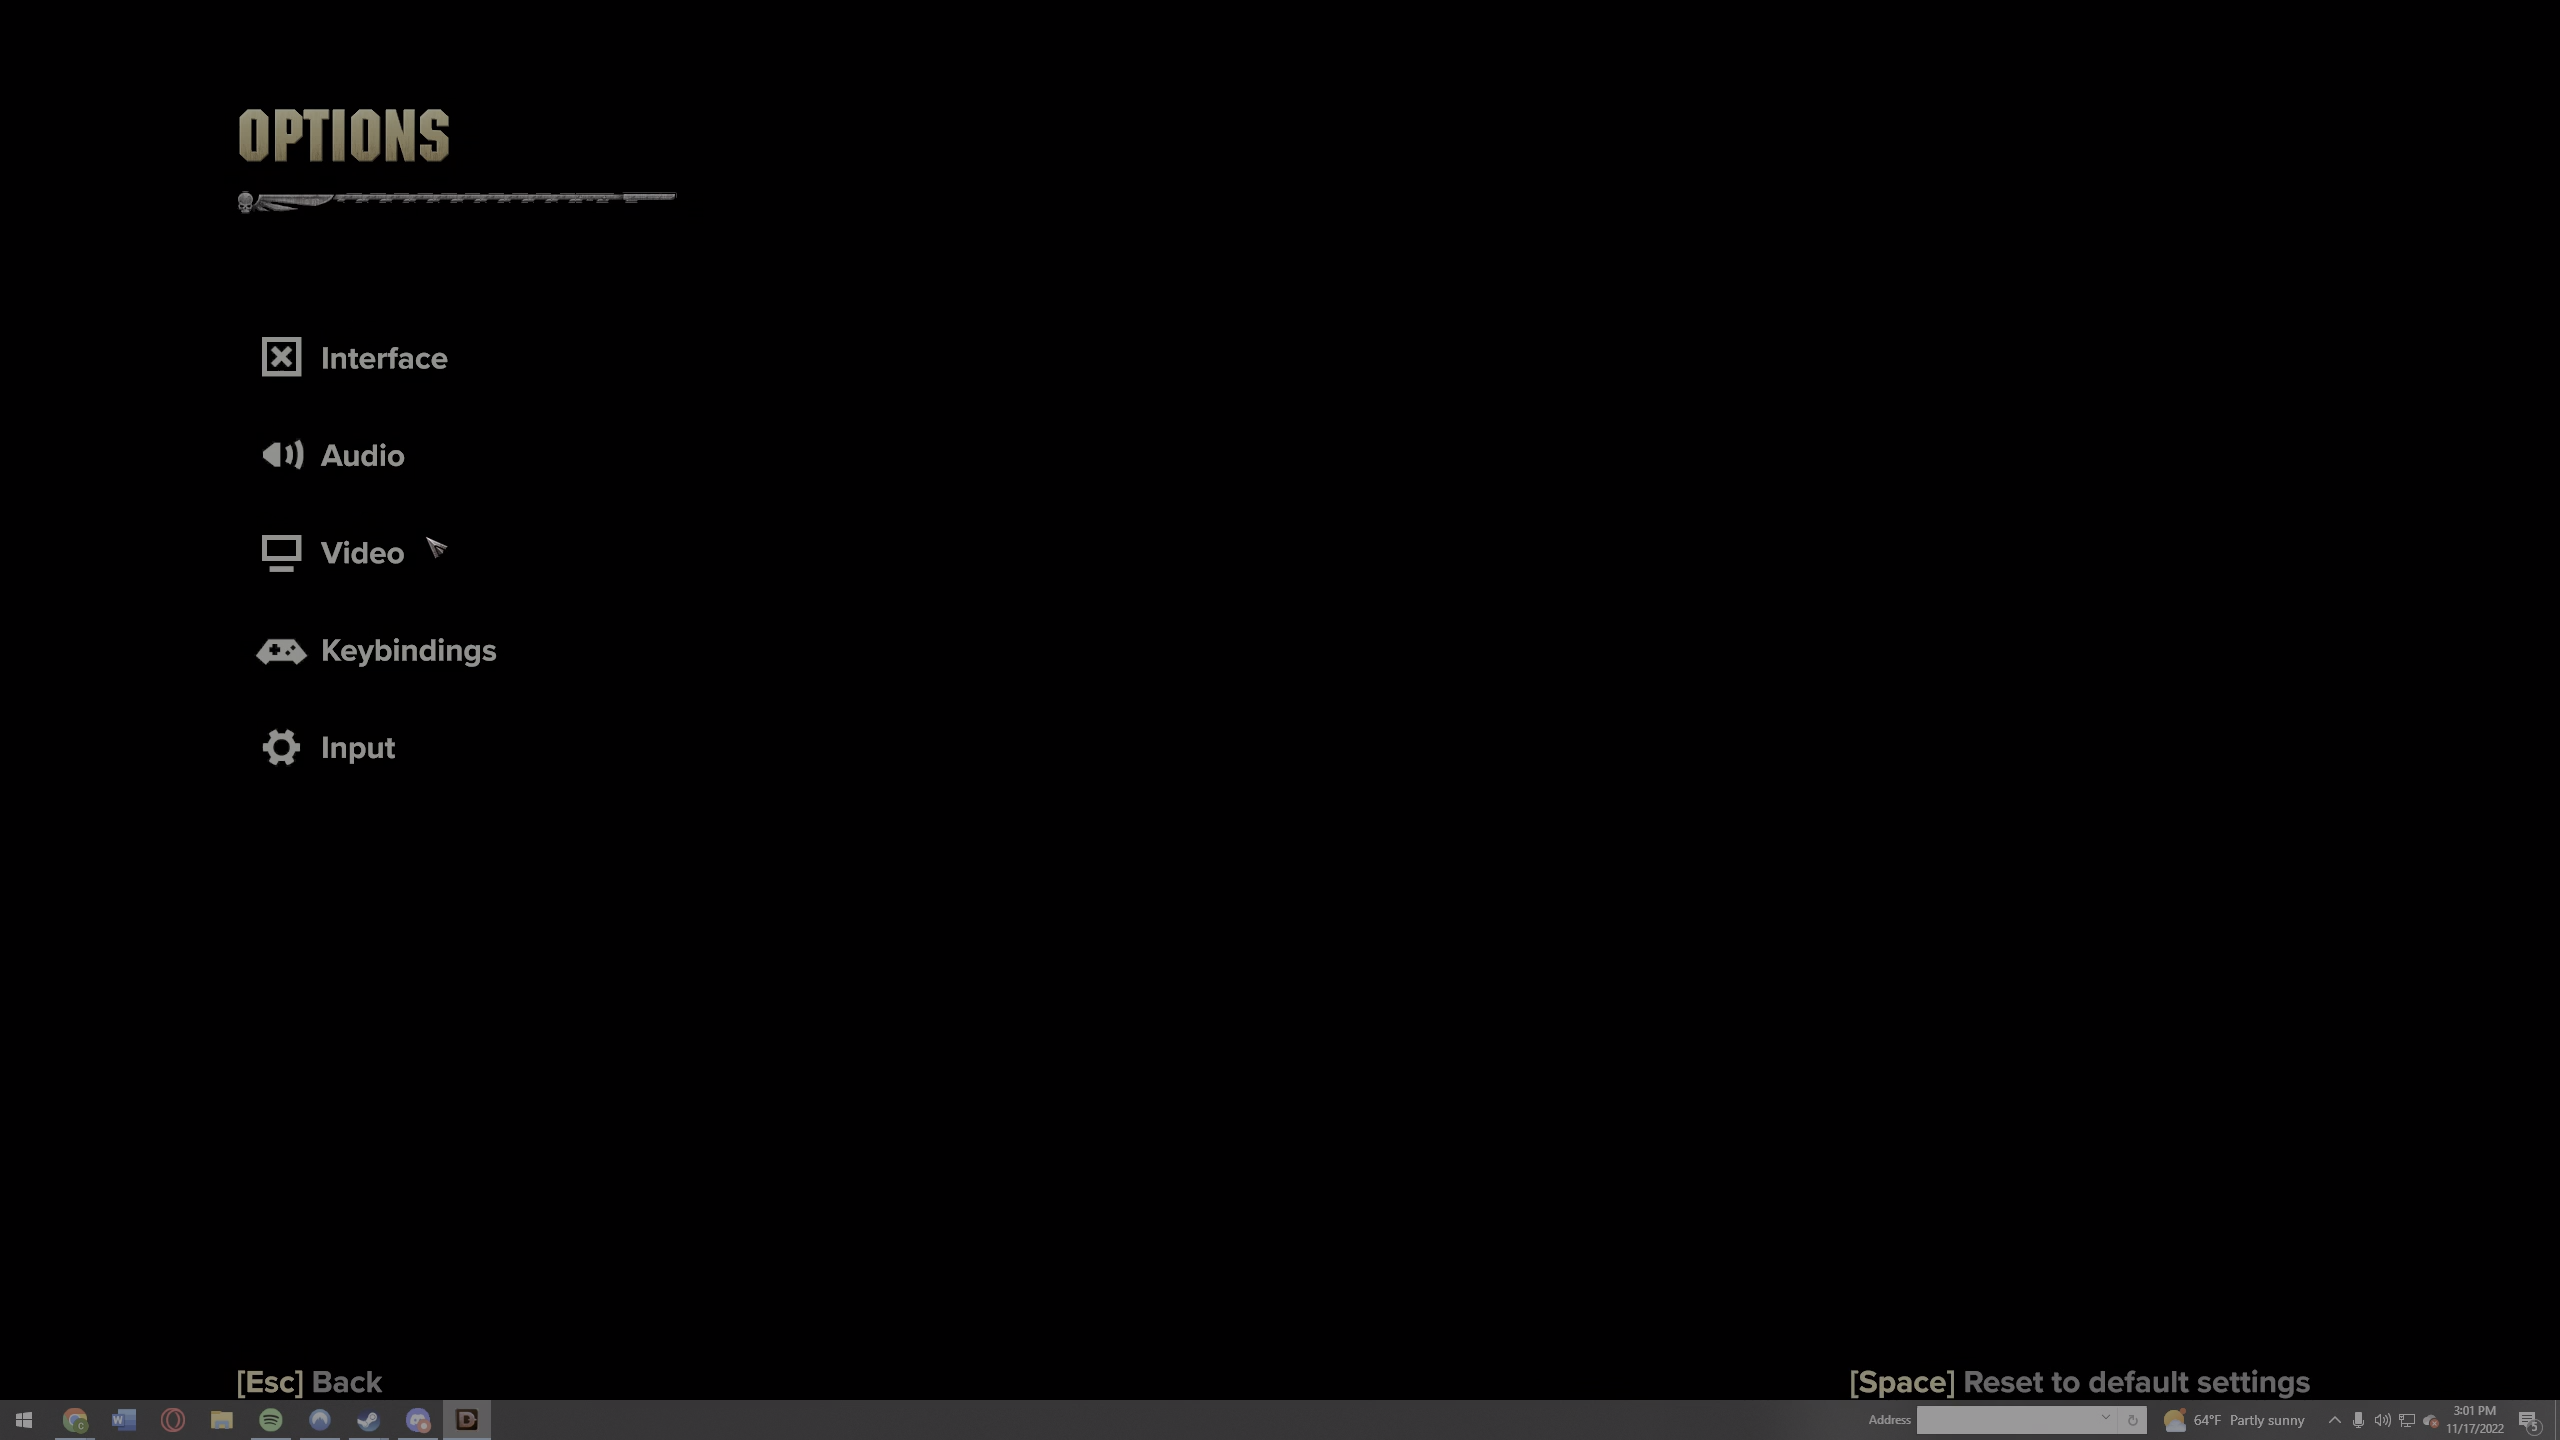 OPTIONS
Interface
Audio
Video
Keybindings
Input
[Esc] Back
[Space] Reset to default settings
Address
64°F Partly sunny
3:01 PM
11/17/2022
5